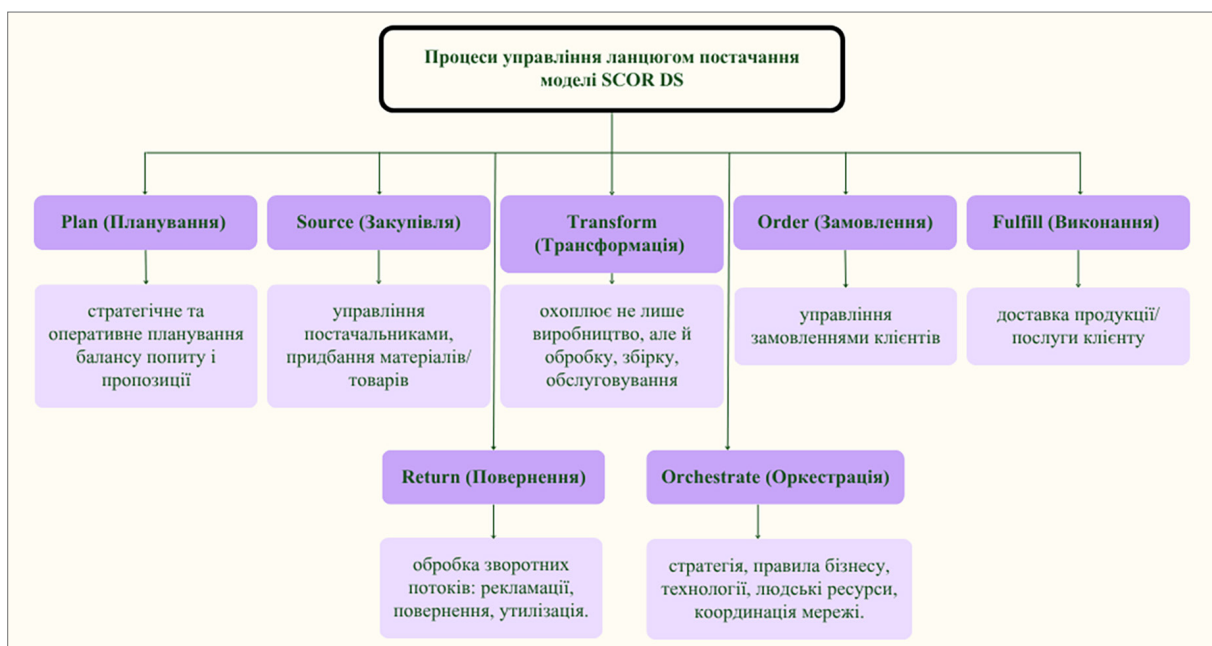 Процеси управління ланцюгом постачання
моделі SCOR DS
Plan (Планування)
Source (Закупівля)
Transform
(Трансформація)
Order (Замовлення)
Fulfill (Виконання)
стратегічне та
оперативне планування
балансу попиту і
пропозиції
управління
постачальниками,
придбання матеріалів/
товарів
охоплює не лише
виробництво, але й
обробку, збірку,
обслуговування
управління
замовленнями клієнтів
доставка продукції/
послуги клієнту
Return (Повернення)
Orchestrate (Оркестрація)
обробка зворотних
потоків: рекламації,
повернення, утилізація.
стратегія, правила бізнесу,
технології, людські ресурси,
координація мережі.